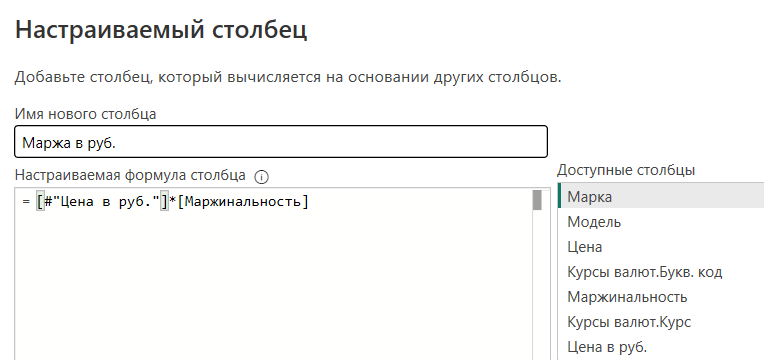 Настраиваемый столбец
Добавьте столбец, который вычисляется на основании других столбцов.
Имя нового столбца
Маржа в руб.
Настраиваемая формула столбца
= [#"Цена в руб."]*[Маржинальность]
Доступные столбцы
Марка
Модель
Цена
Курсы валют.Букв. код
Маржинальность
Курсы валют.Курс
Цена в руб.